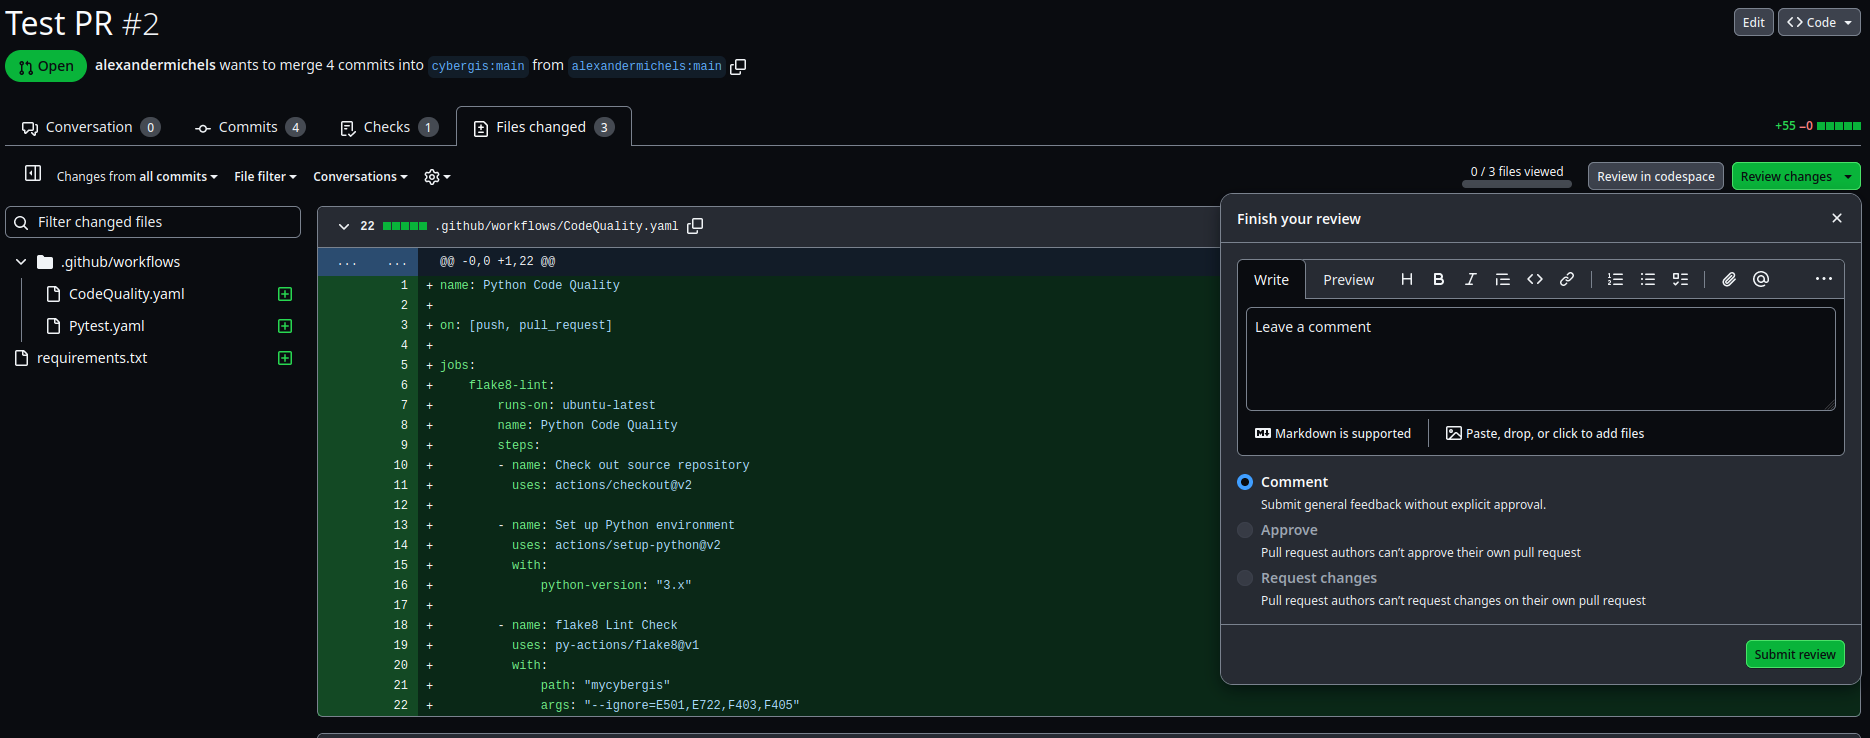 Test PR #2
Edit
<> Code
Open
alexandermichels wants to merge 4 commits into cybergis:main from alexandermichels:main
Conversation 0
Commits 4
Checks 1
Files changed 3
+55 −0
Changes from all commits
File filter
Conversations
0 / 3 files viewed
Review in codespace
Review changes
Filter changed files
.github/workflows
CodeQuality.yaml
Pytest.yaml
requirements.txt
22 .github/workflows/CodeQuality.yaml
... ... @@ -0,0 +1,22 @@
1 + name: Python Code Quality
2 +
3 + on: [push, pull_request]
4 +
5 + jobs:
6 + flake8-lint:
7 + runs-on: ubuntu-latest
8 + name: Python Code Quality
9 + steps:
10 + - name: Check out source repository
11 + uses: actions/checkout@v2
12 +
13 + - name: Set up Python environment
14 + uses: actions/setup-python@v2
15 + with:
16 + python-version: "3.x"
17 +
18 + - name: flake8 Lint Check
19 + uses: py-actions/flake8@v1
20 + with:
21 + path: "mycybergis"
22 + args: "--ignore=E501,E722,F403,F405"
Finish your review
Write
Preview
Leave a comment
Markdown is supported
Paste, drop, or click to add files
Comment
Submit general feedback without explicit approval.
Approve
Pull request authors can’t approve their own pull request
Request changes
Pull request authors can’t request changes on their own pull request
Submit review